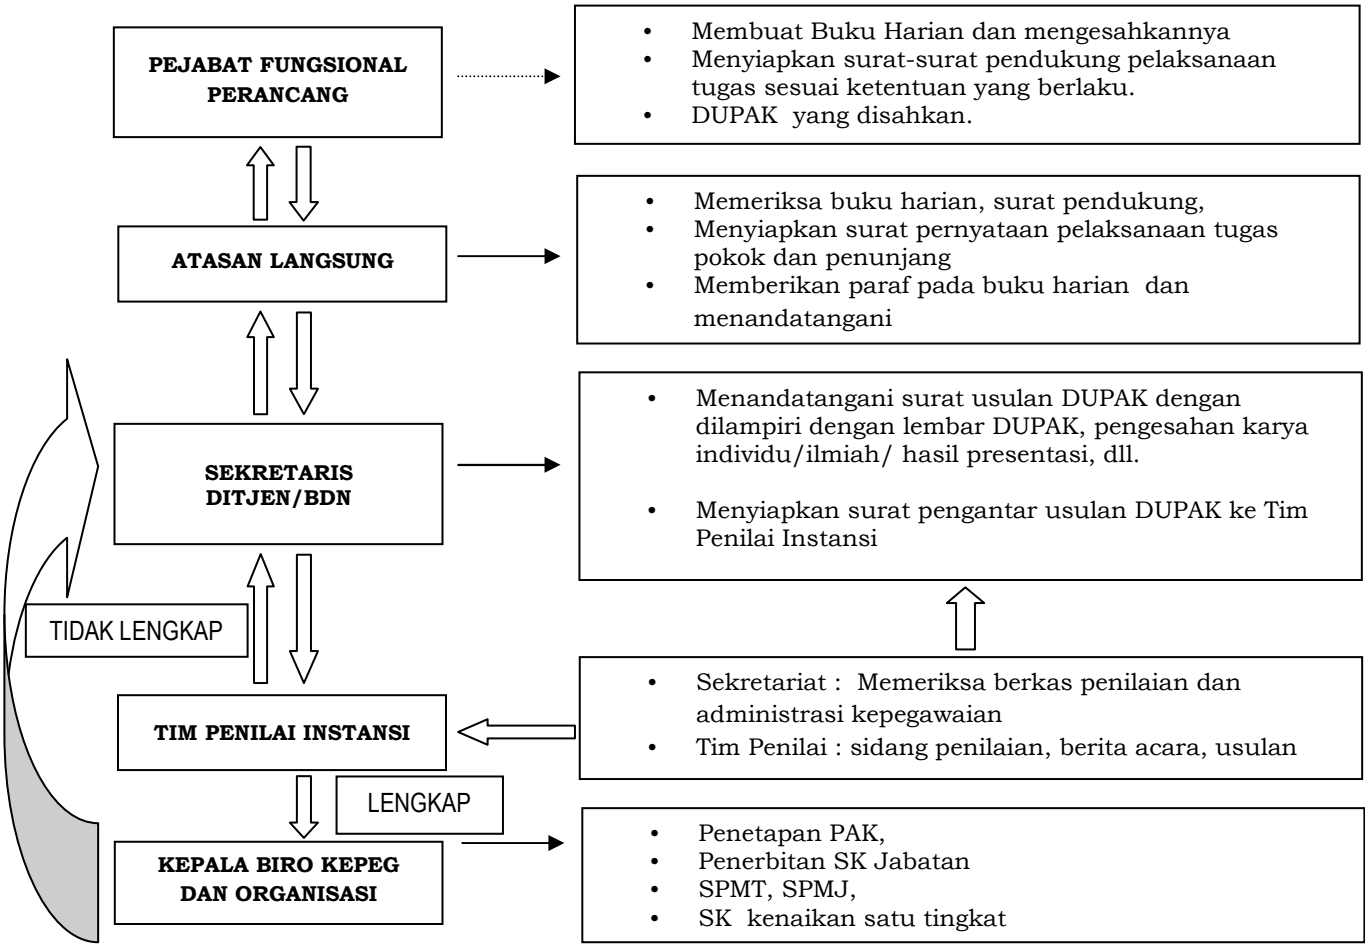 PEJABAT FUNGSIONAL
PERANCANG
• Membuat Buku Harian dan mengesahkannya
• Menyiapkan surat-surat pendukung pelaksanaan
tugas sesuai ketentuan yang berlaku.
• DUPAK yang disahkan.
ATASAN LANGSUNG
• Memeriksa buku harian, surat pendukung,
• Menyiapkan surat pernyataan pelaksanaan tugas
pokok dan penunjang
• Memberikan paraf pada buku harian dan
menandatangani
SEKRETARIS
DITJEN/BDN
• Menandatangani surat usulan DUPAK dengan
dilampiri dengan lembar DUPAK, pengesahan karya
individu/ilmiah/ hasil presentasi, dll.
• Menyiapkan surat pengantar usulan DUPAK ke Tim
Penilai Instansi
TIDAK LENGKAP
TIM PENILAI INSTANSI
• Sekretariat : Memeriksa berkas penilaian dan
administrasi kepegawaian
• Tim Penilai : sidang penilaian, berita acara, usulan
LENGKAP
KEPALA BIRO KEPEG
DAN ORGANISASI
• Penetapan PAK,
• Penerbitan SK Jabatan
• SPMT, SPMJ,
• SK kenaikan satu tingkat